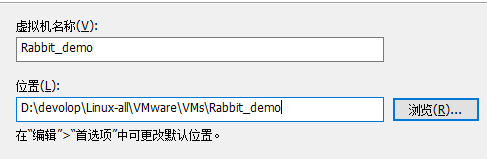 虚拟机名称(V):
Rabbit_demo
位置(L):
D:\devolop\Linux-all\VMware\VMs\Rabbit_demo
浏览(R)...
在“编辑”>“首选项”中可更改默认位置。